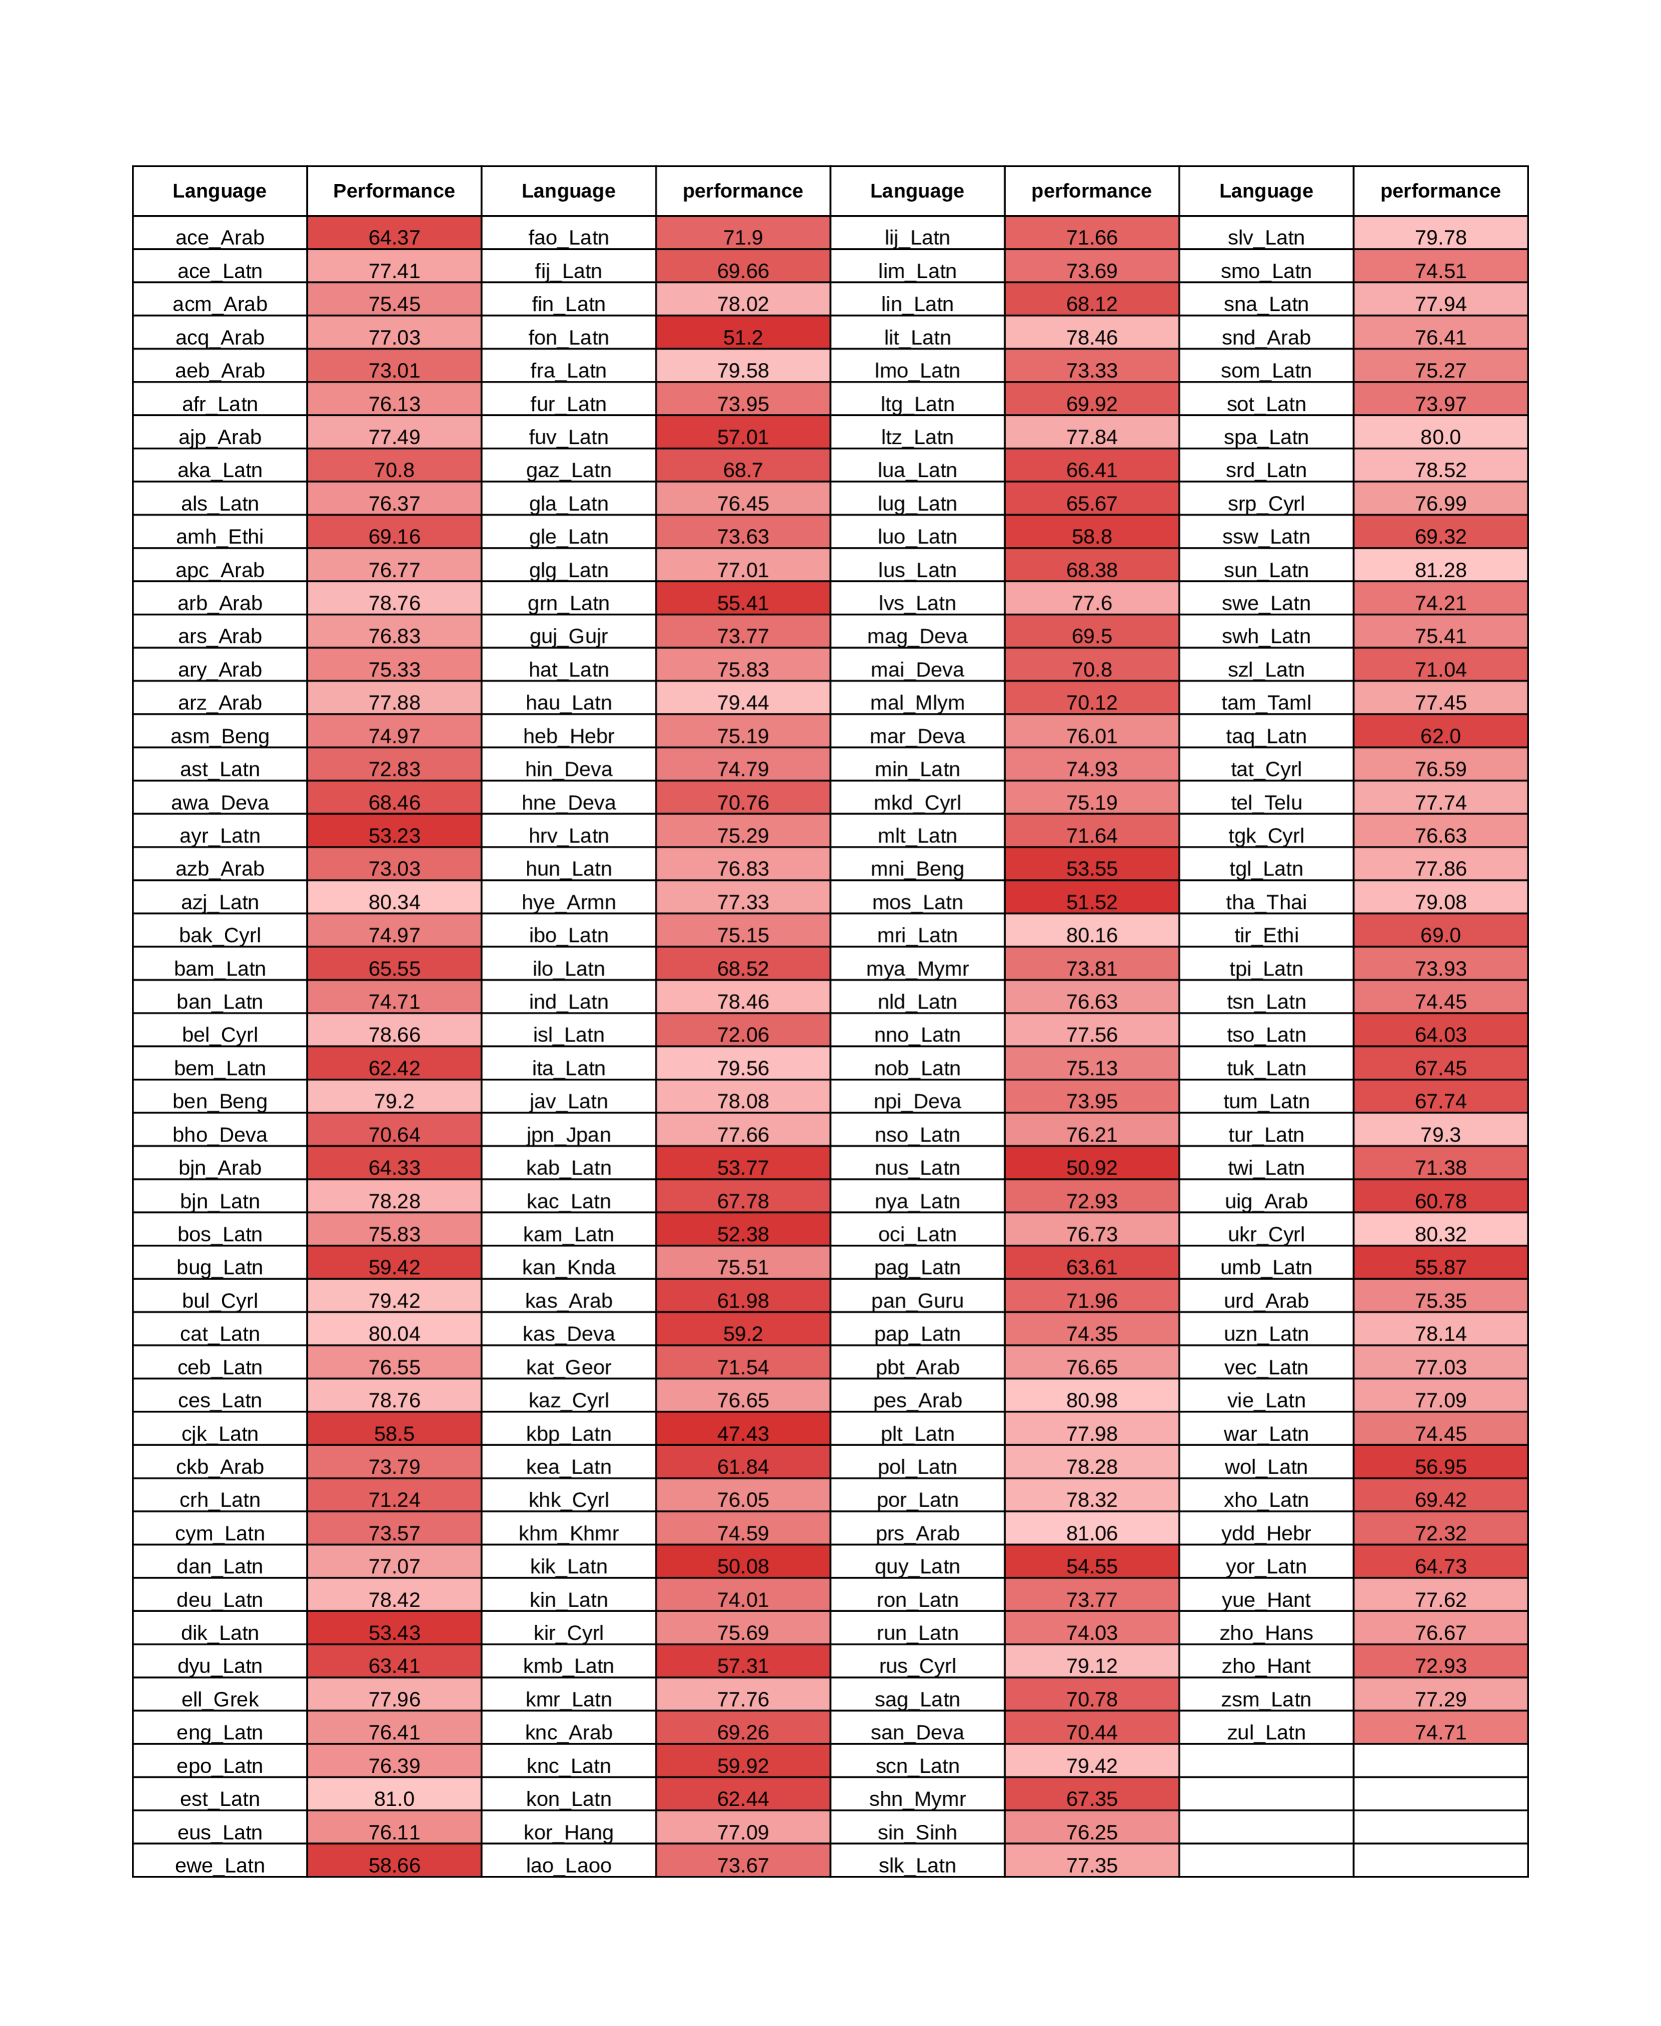 Language Performance Language performance Language performance Language performance
ace_Arab 64.37 fao_Latn 71.9 lij_Latn 71.66 slv_Latn 79.78
ace_Latn 77.41 fij_Latn 69.66 lim_Latn 73.69 smo_Latn 74.51
acm_Arab 75.45 fin_Latn 78.02 lin_Latn 68.12 sna_Latn 77.94
acq_Arab 77.03 fon_Latn 51.2 lit_Latn 78.46 snd_Arab 76.41
aeb_Arab 73.01 fra_Latn 79.58 lmo_Latn 73.33 som_Latn 75.27
afr_Latn 76.13 fur_Latn 73.95 ltg_Latn 69.92 sot_Latn 73.97
ajp_Arab 77.49 fuv_Latn 57.01 ltz_Latn 77.84 spa_Latn 80.0
aka_Latn 70.8 gaz_Latn 68.7 lua_Latn 66.41 srd_Latn 78.52
als_Latn 76.37 gla_Latn 76.45 lug_Latn 65.67 srp_Cyrl 76.99
amh_Ethi 69.16 gle_Latn 73.63 luo_Latn 58.8 ssw_Latn 69.32
apc_Arab 76.77 glg_Latn 77.01 lus_Latn 68.38 sun_Latn 81.28
arb_Arab 78.76 grn_Latn 55.41 lvs_Latn 77.6 swe_Latn 74.21
ars_Arab 76.83 guj_Gujr 73.77 mag_Deva 69.5 swh_Latn 75.41
ary_Arab 75.33 hat_Latn 75.83 mai_Deva 70.8 szl_Latn 71.04
arz_Arab 77.88 hau_Latn 79.44 mal_Mlym 70.12 tam_Taml 77.45
asm_Beng 74.97 heb_Hebr 75.19 mar_Deva 76.01 taq_Latn 62.0
ast_Latn 72.83 hin_Deva 74.79 min_Latn 74.93 tat_Cyrl 76.59
awa_Deva 68.46 hne_Deva 70.76 mkd_Cyrl 75.19 tel_Telu 77.74
ayr_Latn 53.23 hrv_Latn 75.29 mlt_Latn 71.64 tgk_Cyrl 76.63
azb_Arab 73.03 hun_Latn 76.83 mni_Beng 53.55 tgl_Latn 77.86
azj_Latn 80.34 hye_Armn 77.33 mos_Latn 51.52 tha_Thai 79.08
bak_Cyrl 74.97 ibo_Latn 75.15 mri_Latn 80.16 tir_Ethi 69.0
bam_Latn 65.55 ilo_Latn 68.52 mya_Mymr 73.81 tpi_Latn 73.93
ban_Latn 74.71 ind_Latn 78.46 nld_Latn 76.63 tsn_Latn 74.45
bel_Cyrl 78.66 isl_Latn 72.06 nno_Latn 77.56 tso_Latn 64.03
bem_Latn 62.42 ita_Latn 79.56 nob_Latn 75.13 tuk_Latn 67.45
ben_Beng 79.2 jav_Latn 78.08 npi_Deva 73.95 tum_Latn 67.74
bho_Deva 70.64 jpn_Jpan 77.66 nso_Latn 76.21 tur_Latn 79.3
bjn_Arab 64.33 kab_Latn 53.77 nus_Latn 50.92 twi_Latn 71.38
bjn_Latn 78.28 kac_Latn 67.78 nya_Latn 72.93 uig_Arab 60.78
bos_Latn 75.83 kam_Latn 52.38 oci_Latn 76.73 ukr_Cyrl 80.32
bug_Latn 59.42 kan_Knda 75.51 pag_Latn 63.61 umb_Latn 55.87
bul_Cyrl 79.42 kas_Arab 61.98 pan_Guru 71.96 urd_Arab 75.35
cat_Latn 80.04 kas_Deva 59.2 pap_Latn 74.35 uzn_Latn 78.14
ceb_Latn 76.55 kat_Geor 71.54 pbt_Arab 76.65 vec_Latn 77.03
ces_Latn 78.76 kaz_Cyrl 76.65 pes_Arab 80.98 vie_Latn 77.09
cjk_Latn 58.5 kbp_Latn 47.43 plt_Latn 77.98 war_Latn 74.45
ckb_Arab 73.79 kea_Latn 61.84 pol_Latn 78.28 wol_Latn 56.95
crh_Latn 71.24 khk_Cyrl 76.05 por_Latn 78.32 xho_Latn 69.42
cym_Latn 73.57 khm_Khmr 74.59 prs_Arab 81.06 ydd_Hebr 72.32
dan_Latn 77.07 kik_Latn 50.08 quy_Latn 54.55 yor_Latn 64.73
deu_Latn 78.42 kin_Latn 74.01 ron_Latn 73.77 yue_Hant 77.62
dik_Latn 53.43 kir_Cyrl 75.69 run_Latn 74.03 zho_Hans 76.67
dyu_Latn 63.41 kmb_Latn 57.31 rus_Cyrl 79.12 zho_Hant 72.93
ell_Grek 77.96 kmr_Latn 77.76 sag_Latn 70.78 zsm_Latn 77.29
eng_Latn 76.41 knc_Arab 69.26 san_Deva 70.44 zul_Latn 74.71
epo_Latn 76.39 knc_Latn 59.92 scn_Latn 79.42
est_Latn 81.0 kon_Latn 62.44 shn_Mymr 67.35
eus_Latn 76.11 kor_Hang 77.09 sin_Sinh 76.25
ewe_Latn 58.66 lao_Laoo 73.67 slk_Latn 77.35